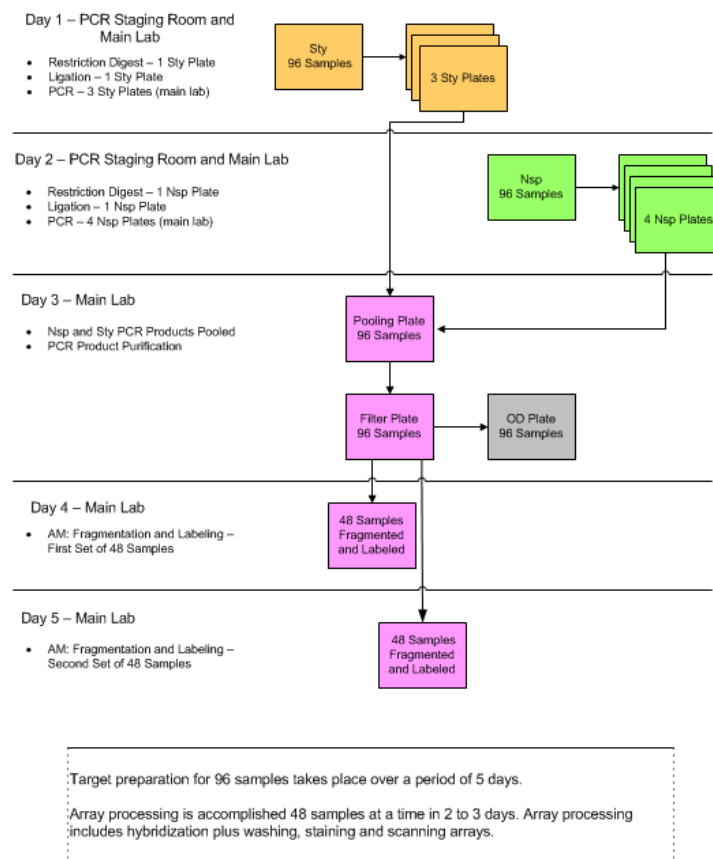 Day 1 – PCR Staging Room and
Main Lab
• Restriction Digest – 1 Sty Plate
• Ligation – 1 Sty Plate
• PCR – 3 Sty Plates (main lab)
Sty
96 Samples
3 Sty Plates
Day 2 – PCR Staging Room and Main Lab
• Restriction Digest – 1 Nsp Plate
• Ligation – 1 Nsp Plate
• PCR – 4 Nsp Plates (main lab)
Nsp
96 Samples
4 Nsp Plates
Day 3 – Main Lab
• Nsp and Sty PCR Products Pooled
• PCR Product Purification
Pooling Plate
96 Samples
Filter Plate
96 Samples
OD Plate
96 Samples
Day 4 – Main Lab
• AM: Fragmentation and Labeling –
First Set of 48 Samples
48 Samples
Fragmented
and Labeled
Day 5 – Main Lab
• AM: Fragmentation and Labeling –
Second Set of 48 Samples
48 Samples
Fragmented
and Labeled
Target preparation for 96 samples takes place over a period of 5 days.
Array processing is accomplished 48 samples at a time in 2 to 3 days. Array processing
includes hybridization plus washing, staining and scanning arrays.